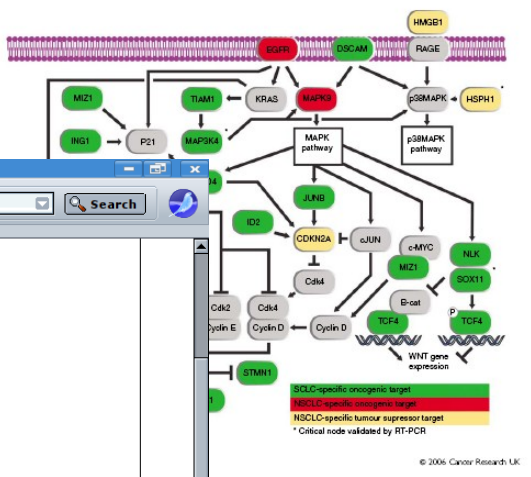 HMGB1
EGFR
DSCAM
RAGE
MIZ1
TIAM1
KRAS
MAPK9
p38MAPK
HSPH1
*
ING1
P21
MAP3K4
*
MAPK
pathway
p38MAPK
pathway
Search
JUNB
ID2
CDKN2A
cJUN
c-MYC
MIZ1
NLK
SOX11
*
Cdk4
B-cat
Cdk2
Cdk4
Cyclin E
Cyclin D
Cyclin D
TCF4
P
TCF4
WNT gene
expression
STMN1
SCLC-specific oncogenic target
NSCLC-specific oncogenic target
NSCLC-specific tumour supressor target
* Critical node validated by RT-PCR
© 2006 Cancer Research UK